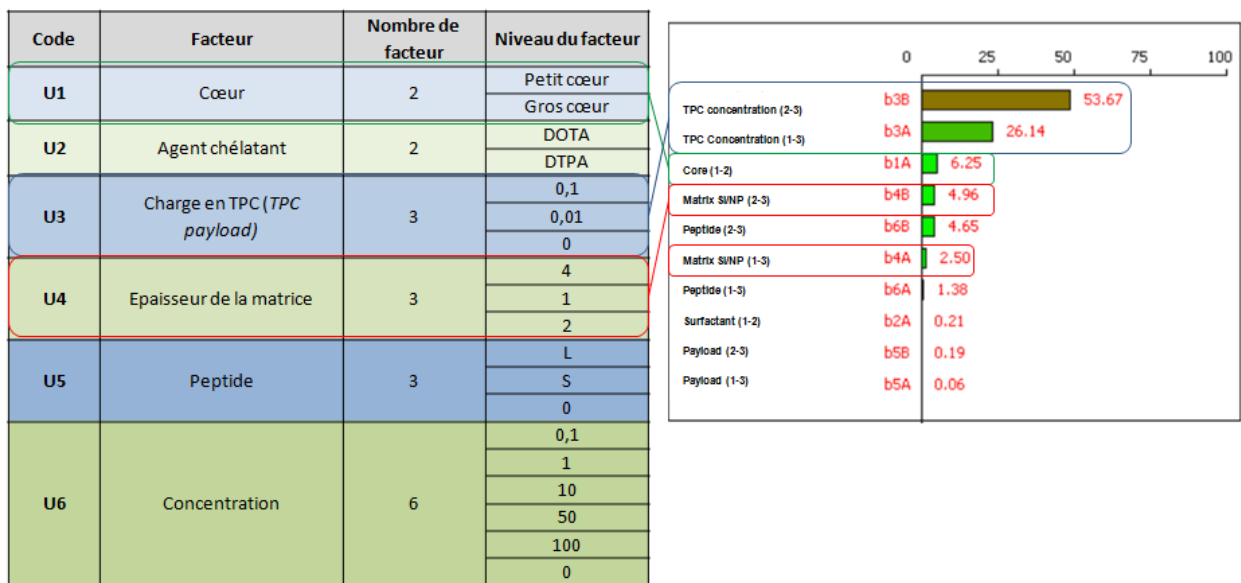 Code Facteur Nombre de facteur Niveau du facteur
U1 Cœur 2 Petit cœur
Gros cœur
U2 Agent chélatant 2 DOTA
DTPA
U3 Charge en TPC (TPC payload) 3 0,1
0,01
0
U4 Epaisseur de la matrice 3 4
1
2
U5 Peptide 3 L
S
0
U6 Concentration 6 0,1
1
10
50
100
0
0 25 50 75 100
TPC concentration (2-3) b3B 53.67
TPC Concentration (1-3) b3A 26.14
Core (1-2) b1A 6.25
Matrix SI/NP (2-3) b4B 4.96
Peptide (2-3) b6B 4.65
Matrix SI/NP (1-3) b4A 2.50
Peptide (1-3) b6A 1.38
Surfactant (1-2) b2A 0.21
Payload (2-3) b5B 0.19
Payload (1-3) b5A 0.06